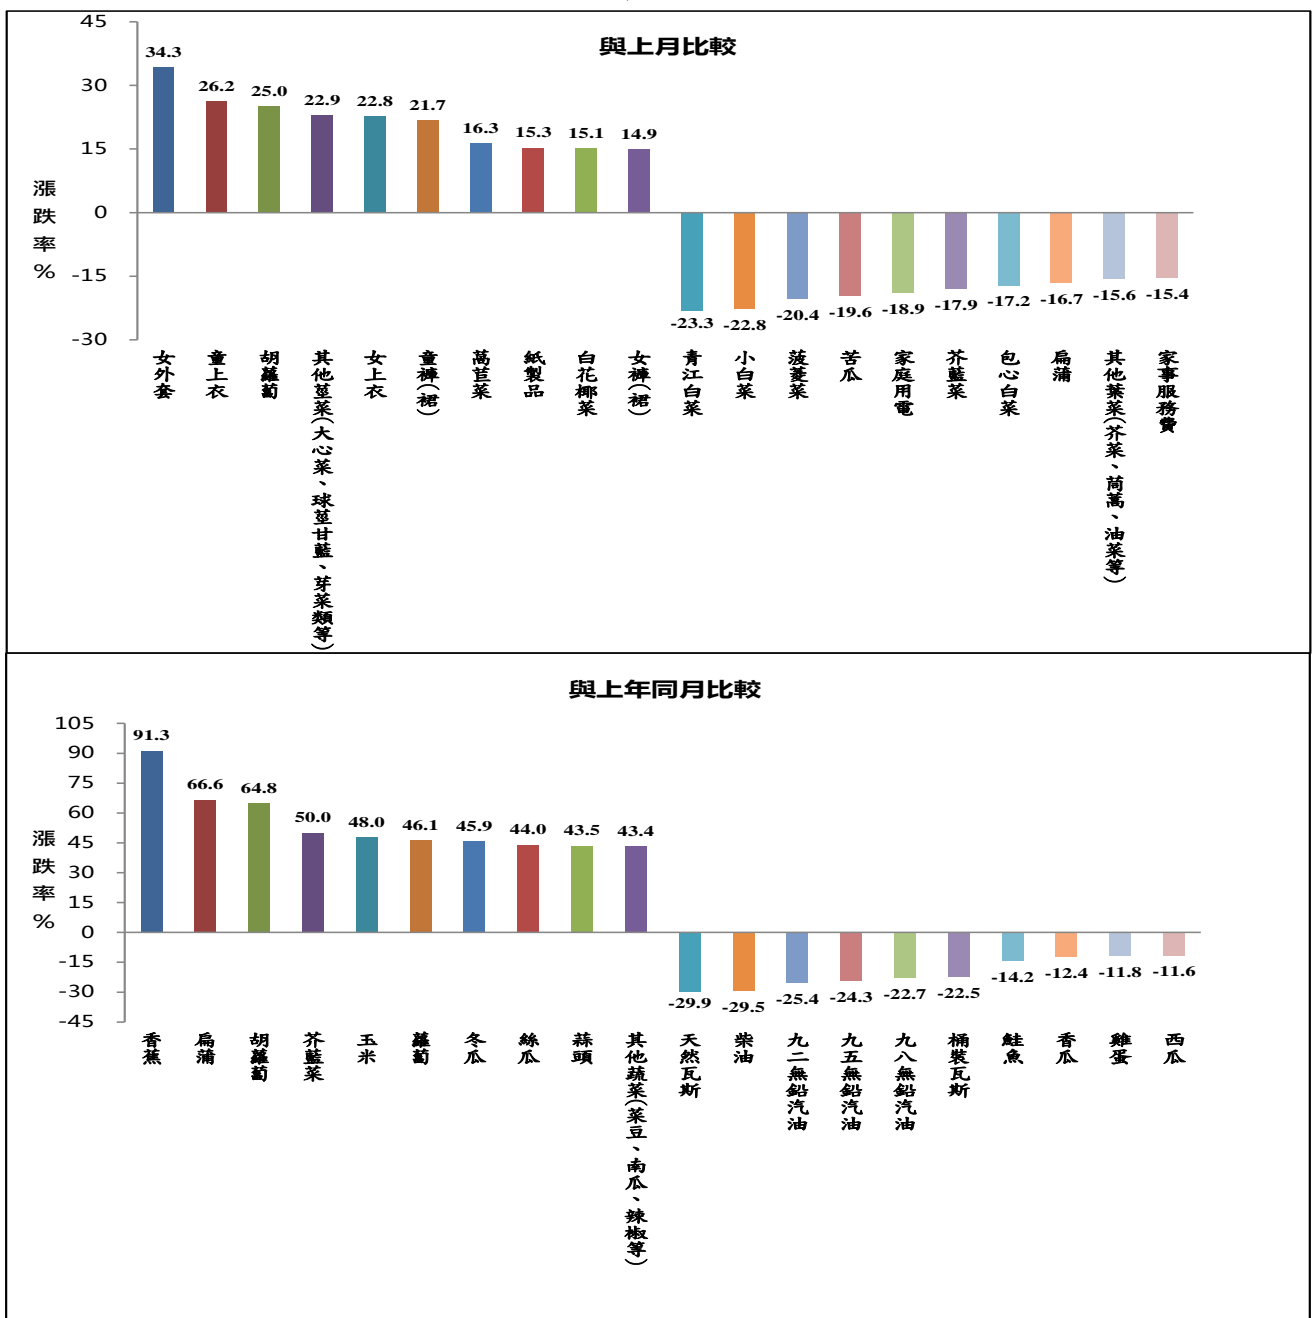 與上月比較
漲跌率%
45
30
15
0
-15
-30
34.3
26.2
25.0
22.9
22.8
21.7
16.3
15.3
15.1
14.9
-23.3
-22.8
-20.4
-19.6
-18.9
-17.9
-17.2
-16.7
-15.6
-15.4
女外套
童上衣
胡蘿蔔
其他莖菜(大心菜、球莖甘藍、芽菜類等)
女上衣
童褲(裙)
萵苣菜
紙製品
白花椰菜
女褲(裙)
青江白菜
小白菜
菠菱菜
苦瓜
家庭用電
芥藍菜
包心白菜
扁蒲
其他葉菜(芥菜、茼蒿、油菜等)
家事服務費
與上年同月比較
漲跌率%
105
90
75
60
45
30
15
0
-15
-30
-45
91.3
66.6
64.8
50.0
48.0
46.1
45.9
44.0
43.5
43.4
-29.9
-29.5
-25.4
-24.3
-22.7
-22.5
-14.2
-12.4
-11.8
-11.6
香蕉
扁蒲
胡蘿蔔
芥藍菜
玉米
蘿蔔
冬瓜
絲瓜
蒜頭
其他蔬菜(菜豆、南瓜、辣椒等)
天然瓦斯
柴油
九二無鉛汽油
九五無鉛汽油
九八無鉛汽油
桶裝瓦斯
鮭魚
香瓜
雞蛋
西瓜